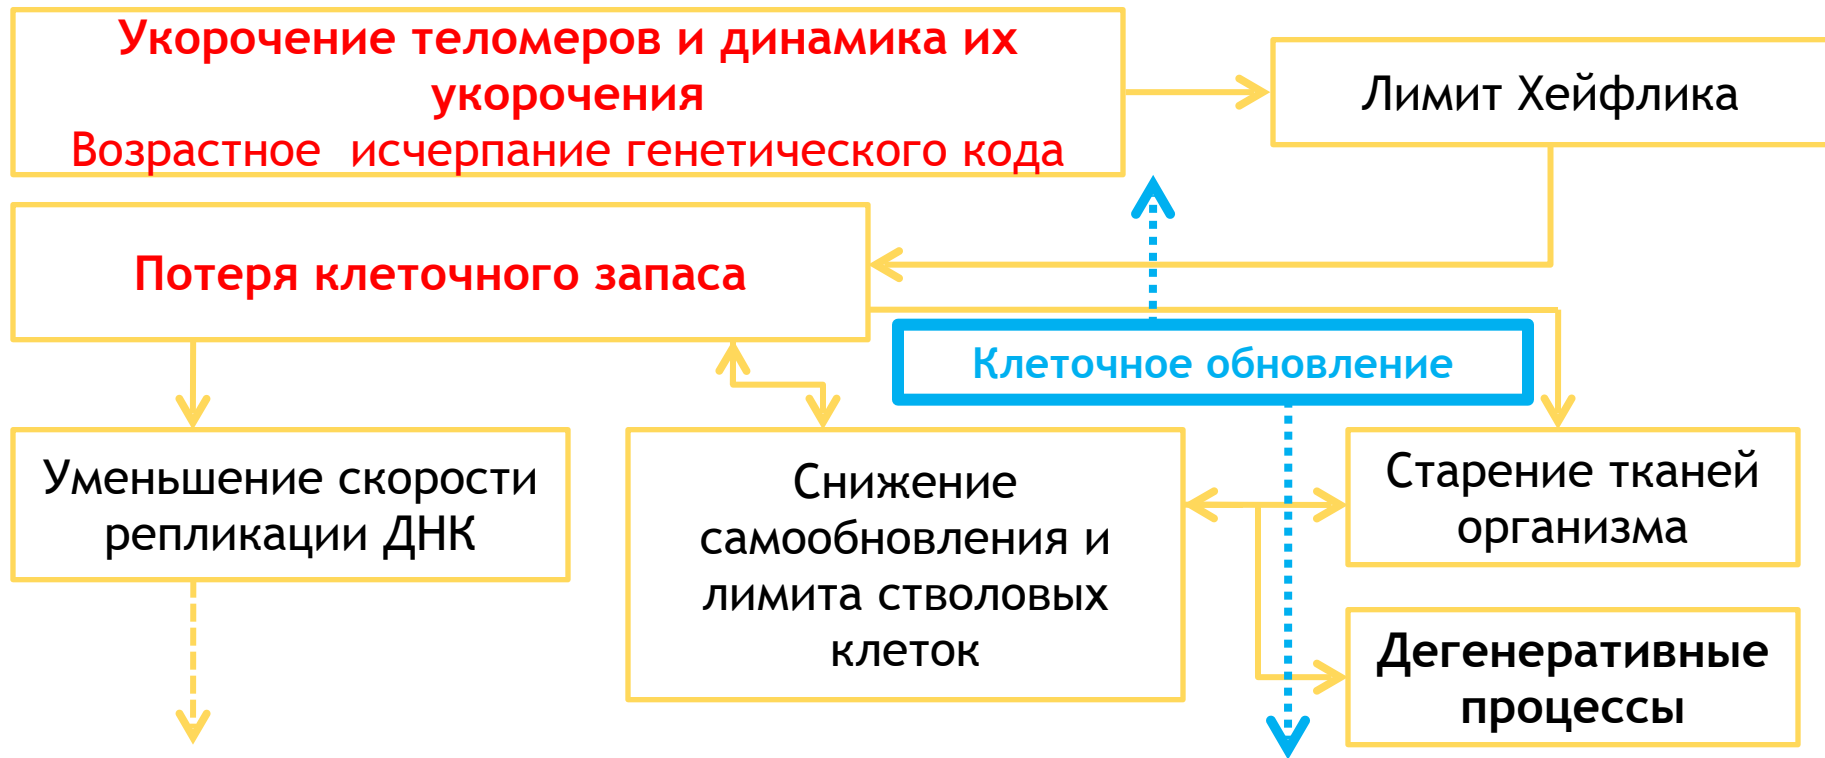 Укорочение теломеров и динамика их
укорочения
Возрастное исчерпание генетического кода
Лимит Хейфлика
Потеря клеточного запаса
Клеточное обновление
Уменьшение скорости
репликации ДНК
Снижение
самообновления и
лимита стволовых
клеток
Старение тканей
организма
Дегенеративные
процессы